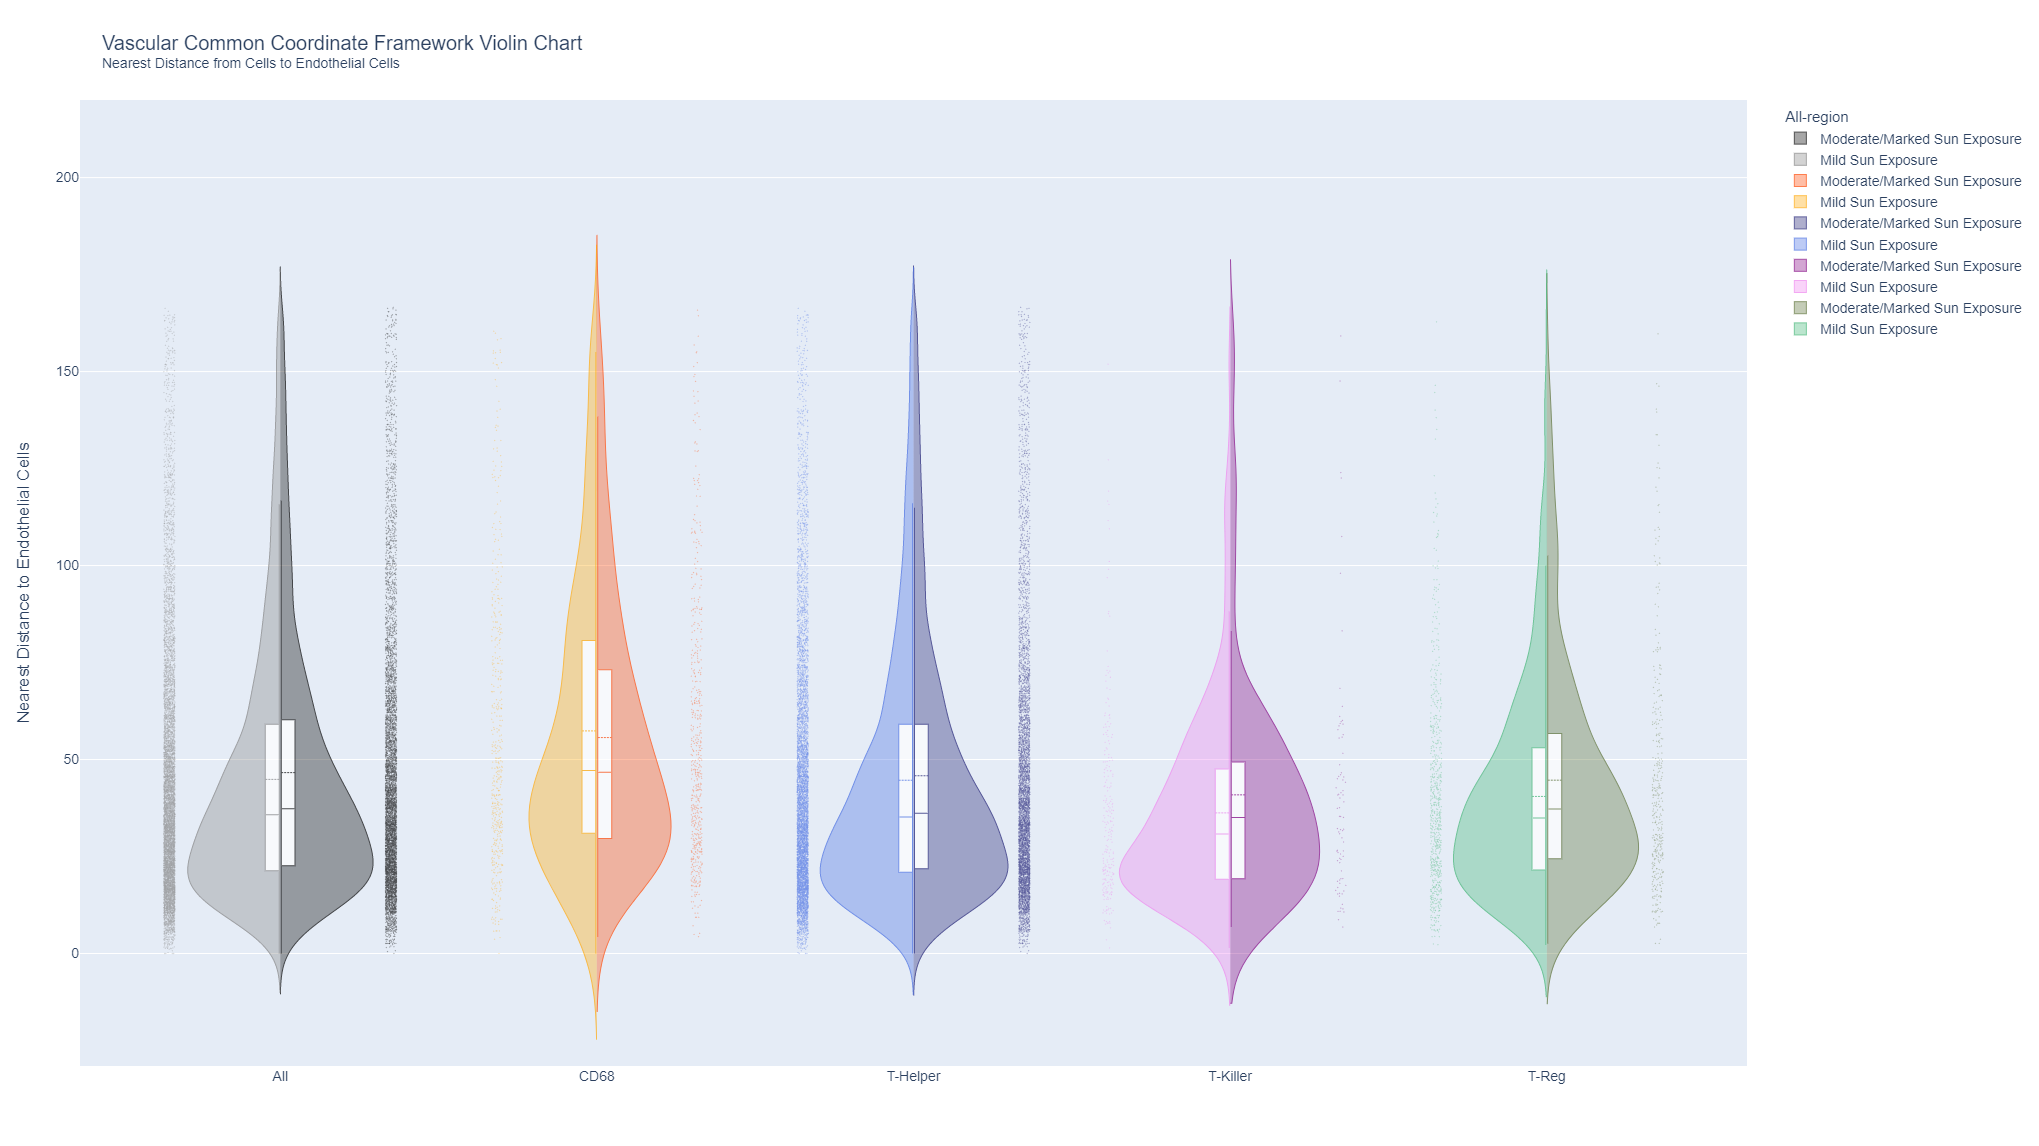 Vascular Common Coordinate Framework Violin Chart
Nearest Distance from Cells to Endothelial Cells
All-region
Moderate/Marked Sun Exposure
Mild Sun Exposure
Moderate/Marked Sun Exposure
Mild Sun Exposure
Moderate/Marked Sun Exposure
Mild Sun Exposure
Moderate/Marked Sun Exposure
Mild Sun Exposure
Moderate/Marked Sun Exposure
Mild Sun Exposure
Nearest Distance to Endothelial Cells
200
150
100
50
0
All
CD68
T-Helper
T-Killer
T-Reg